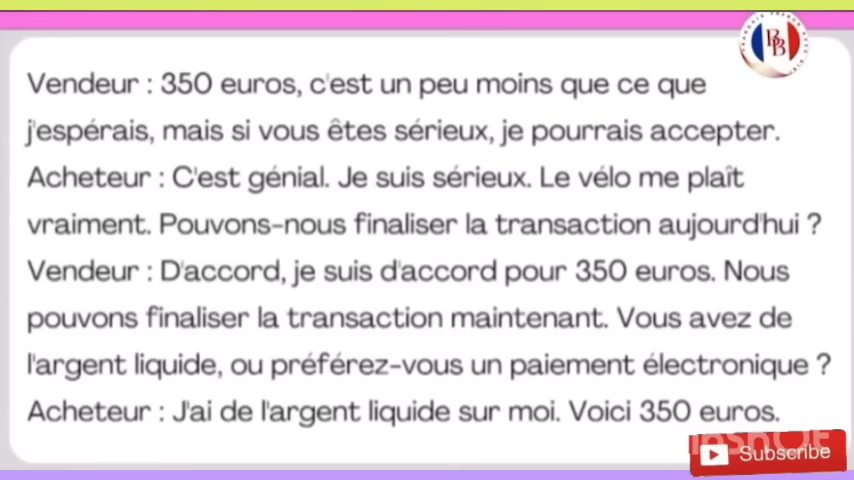 Vendeur : 350 euros, c'est un peu moins que ce que
j'espérais, mais si vous êtes sérieux, je pourrais accepter.
Acheteur : C'est génial. Je suis sérieux. Le vélo me plaît
vraiment. Pouvons-nous finaliser la transaction aujourd'hui ?
Vendeur : D'accord, je suis d'accord pour 350 euros. Nous
pouvons finaliser la transaction maintenant. Vous avez de
l'argent liquide, ou préférez-vous un paiement électronique ?
Acheteur : J'ai de l'argent liquide sur moi. Voici 350 euros.
Subscribe